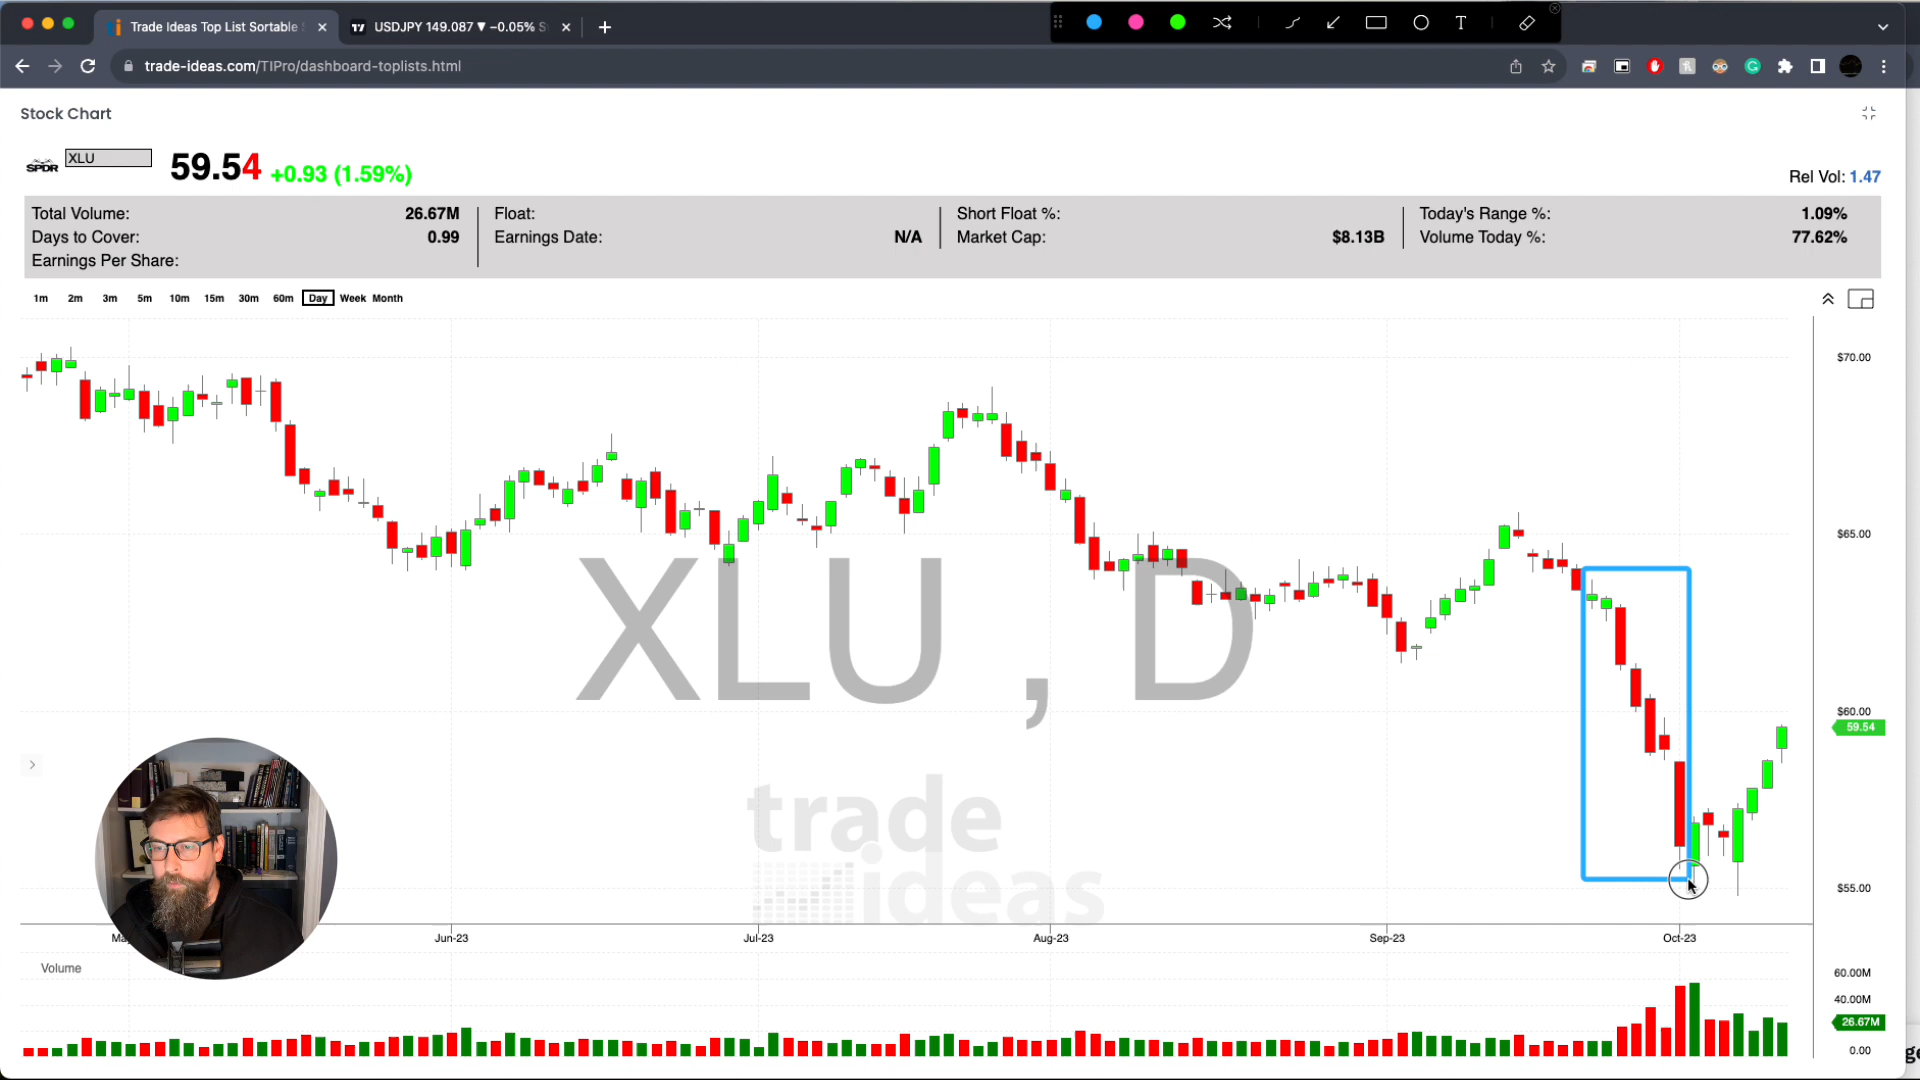 Trade Ideas Top List Sortable
USDJPY 149.087 ▼ −0.05% S
T
trade-ideas.com/TIPro/dashboard-toplists.html
Stock Chart
SPDR XLU 59.54 +0.93 (1.59%)
Rel Vol: 1.47
Total Volume: 26.67M Float: Short Float %: Today's Range %: 1.09%
Days to Cover: 0.99 Earnings Date: N/A Market Cap: $8.13B Volume Today %: 77.62%
Earnings Per Share:
1m 2m 3m 5m 10m 15m 30m 60m Day Week Month
$70.00
$65.00
XLU , D
$60.00
59.54
trade
ideas
$55.00
Jun-23 Jul-23 Aug-23 Sep-23 Oct-23
Volume
60.00M
40.00M
26.67M
0.00